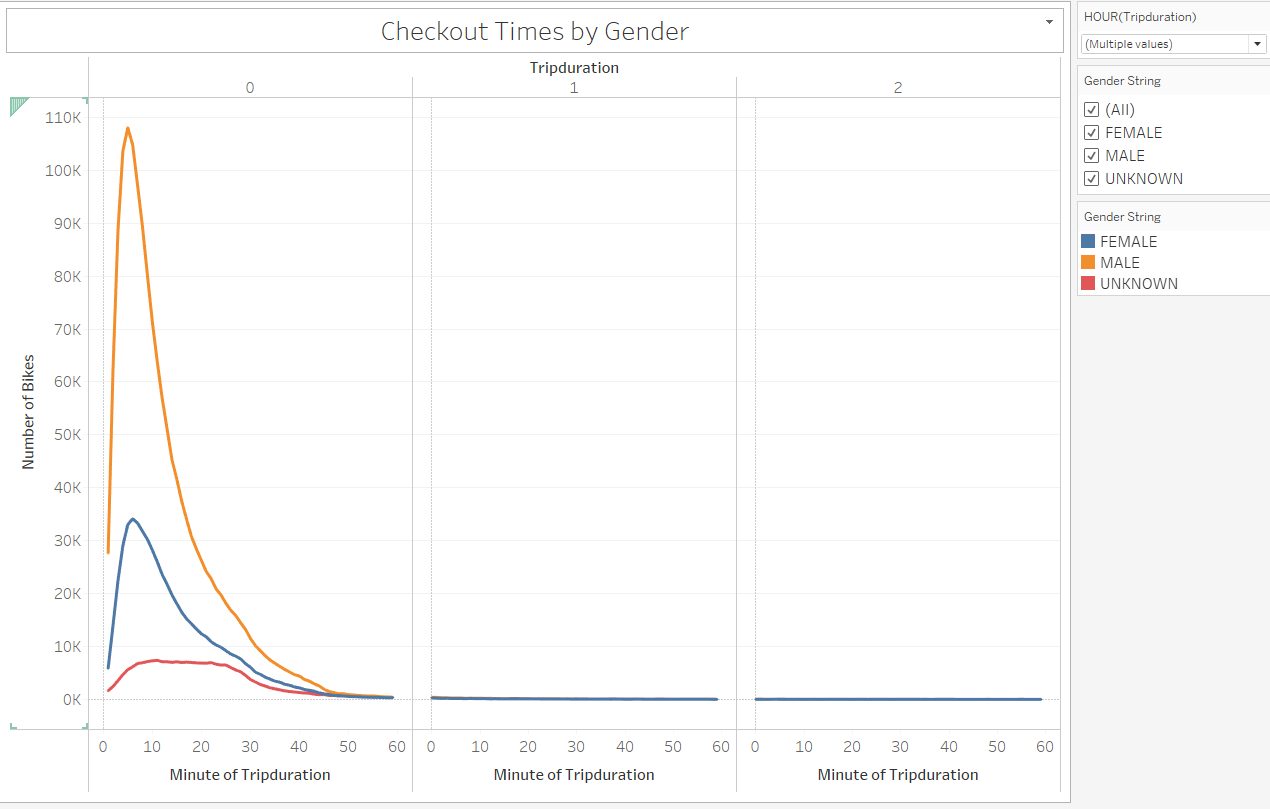 Checkout Times by Gender
Tripduration
0 1 2
110K
100K
90K
80K
70K
60K
50K
40K
30K
20K
10K
0K
Number of Bikes
0 10 20 30 40 50 60 0 10 20 30 40 50 60 0 10 20 30 40 50 60
Minute of Tripduration Minute of Tripduration Minute of Tripduration
HOUR(Tripduration)
(Multiple values)
Gender String
(All)
FEMALE
MALE
UNKNOWN
Gender String
FEMALE
MALE
UNKNOWN